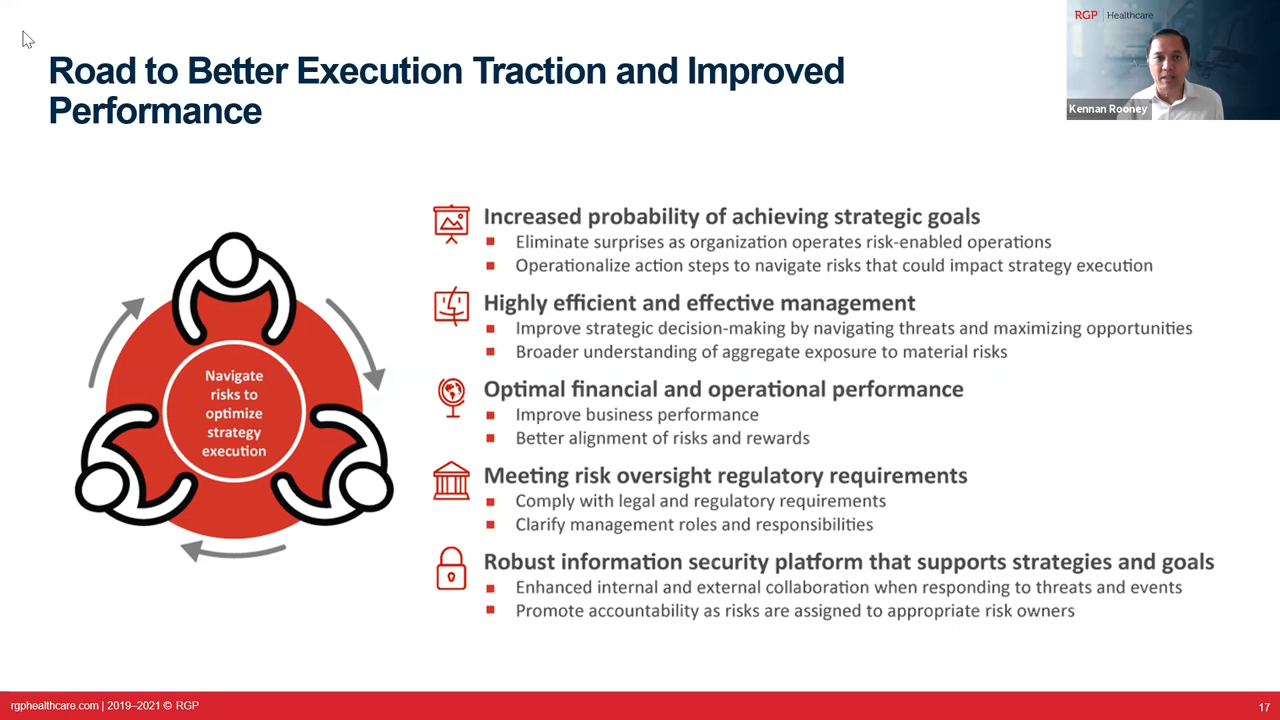 RGP | Healthcare
Kennan Rooney
Road to Better Execution Traction and Improved
Performance
Navigate
risks to
optimize
strategy
execution
Increased probability of achieving strategic goals
Eliminate surprises as organization operates risk-enabled operations
Operationalize action steps to navigate risks that could impact strategy execution
Highly efficient and effective management
Improve strategic decision-making by navigating threats and maximizing opportunities
Broader understanding of aggregate exposure to material risks
Optimal financial and operational performance
Improve business performance
Better alignment of risks and rewards
Meeting risk oversight regulatory requirements
Comply with legal and regulatory requirements
Clarify management roles and responsibilities
Robust information security platform that supports strategies and goals
Enhanced internal and external collaboration when responding to threats and events
Promote accountability as risks are assigned to appropriate risk owners
rgphealthcare.com | 2019–2021 © RGP
17